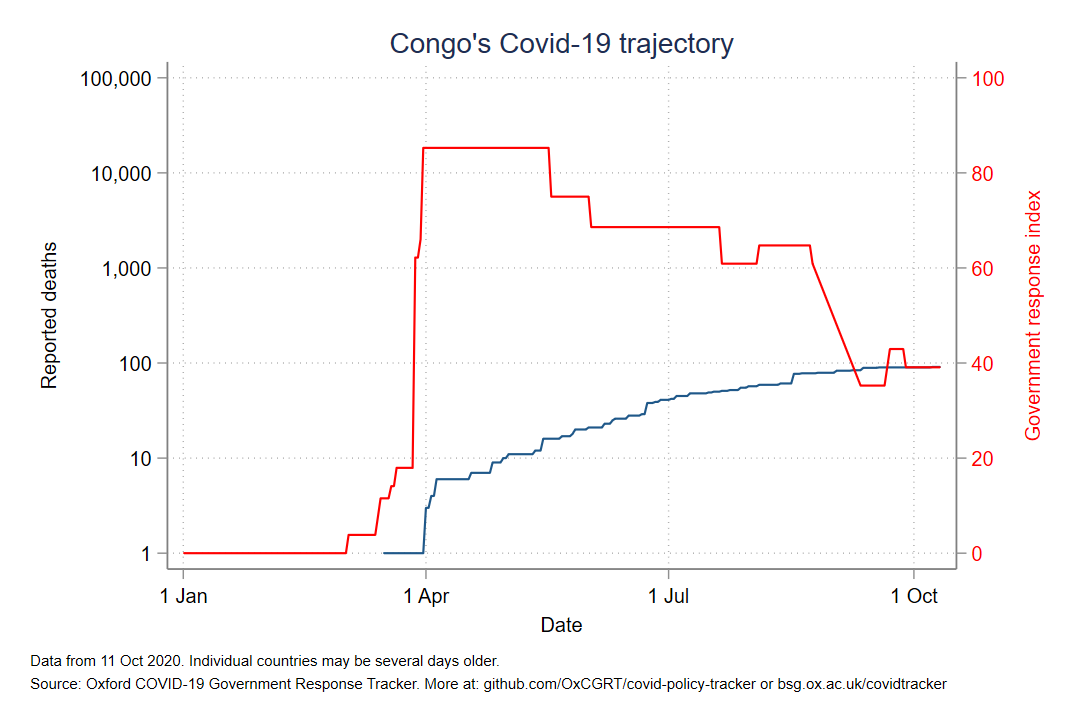 Congo's Covid-19 trajectory
100,000
10,000
1,000
100
10
1
Reported deaths
100
80
60
40
20
0
Government response index
1 Jan
1 Apr
1 Jul
1 Oct
Date
Data from 11 Oct 2020. Individual countries may be several days older.
Source: Oxford COVID-19 Government Response Tracker. More at: github.com/OxCGRT/covid-policy-tracker or bsg.ox.ac.uk/covidtracker